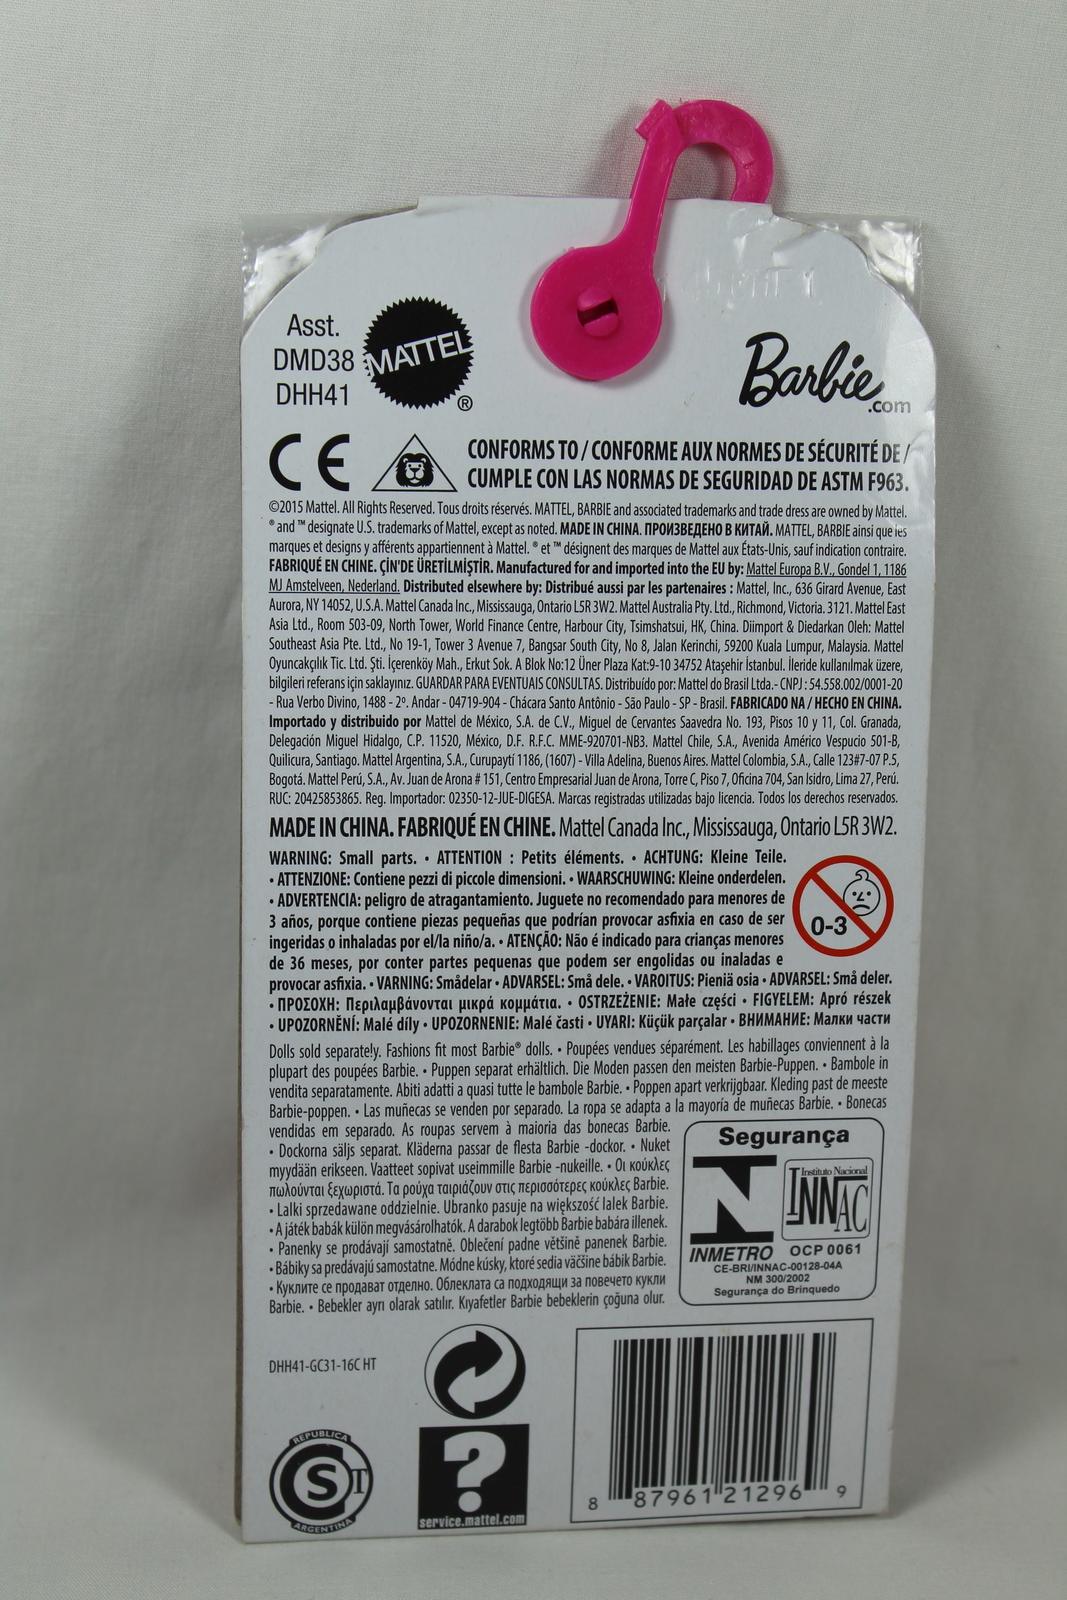 Asst.
DMD38
DHH41
MATTEL
®
Barbie
.com
CE
CONFORMS TO / CONFORME AUX NORMES DE SÉCURITÉ DE /
CUMPLE CON LAS NORMAS DE SEGURIDAD DE ASTM F963.
©2015 Mattel. All Rights Reserved. Tous droits réservés. MATTEL, BARBIE and associated trademarks and trade dress are owned by Mattel.
® and ™ designate U.S. trademarks of Mattel, except as noted. MADE IN CHINA. ПРОИЗВЕДЕНО В КИТАЙ. MATTEL, BARBIE ainsi que les
marques et designs y afférents appartiennent à Mattel. ® et ™ désignent des marques de Mattel aux États-Unis, sauf indication contraire.
FABRIQUÉ EN CHINE. ÇİN'DE ÜRETİLMİŞTİR. Manufactured for and imported into the EU by: Mattel Europa B.V., Gondel 1, 1186
MJ Amstelveen, Nederland. Distributed elsewhere by: Distribué aussi par les partenaires : Mattel, Inc., 636 Girard Avenue, East
Aurora, NY 14052, U.S.A. Mattel Canada Inc., Mississauga, Ontario L5R 3W2. Mattel Australia Pty. Ltd., Richmond, Victoria. 3121. Mattel East
Asia Ltd., Room 503-09, North Tower, World Finance Centre, Harbour City, Tsimshatsui, HK, China. Diimport & Diedarkan Oleh: Mattel
Southeast Asia Pte. Ltd., No 19-1, Tower 3 Avenue 7, Bangsar South City, No 8, Jalan Kerinchi, 59200 Kuala Lumpur, Malaysia. Mattel
Oyuncakçılık Tic. Ltd. Şti. İçerenköy Mah., Erkut Sok. A Blok No:12 Üner Plaza Kat:9-10 34752 Ataşehir İstanbul. İleride kullanılmak üzere,
bilgileri referans için saklayınız. GUARDAR PARA EVENTUAIS CONSULTAS. Distribuído por: Mattel do Brasil Ltda.- CNPJ : 54.558.002/0001-20
- Rua Verbo Divino, 1488 - 2º. Andar - 04719-904 - Chácara Santo Antônio - São Paulo - SP - Brasil. FABRICADO NA / HECHO EN CHINA.
Importado y distribuido por Mattel de México, S.A. de C.V., Miguel de Cervantes Saavedra No. 193, Pisos 10 y 11, Col. Granada,
Delegación Miguel Hidalgo, C.P. 11520, México, D.F. R.F.C. MME-920701-NB3. Mattel Chile, S.A., Avenida Américo Vespucio 501-B,
Quilicura, Santiago. Mattel Argentina, S.A., Curupaytí 1186, (1607) - Villa Adelina, Buenos Aires. Mattel Colombia, S.A., Calle 123#7-07 P.5,
Bogotá. Mattel Perú, S.A., Av. Juan de Arona # 151, Centro Empresarial Juan de Arona, Torre C, Piso 7, Oficina 704, San Isidro, Lima 27, Perú.
RUC: 20425853865. Reg. Importador: 02350-12-JUE-DIGESA. Marcas registradas utilizadas bajo licencia. Todos los derechos reservados.
MADE IN CHINA. FABRIQUÉ EN CHINE. Mattel Canada Inc., Mississauga, Ontario L5R 3W2.
WARNING: Small parts. • ATTENTION : Petits éléments. • ACHTUNG: Kleine Teile.
• ATTENZIONE: Contiene pezzi di piccole dimensioni. • WAARSCHUWING: Kleine onderdelen.
• ADVERTENCIA: peligro de atragantamiento. Juguete no recomendado para menores de
3 años, porque contiene piezas pequeñas que podrían provocar asfixia en caso de ser
ingeridas o inhaladas por el/la niño/a. • ATENÇÃO: Não é indicado para crianças menores
de 36 meses, por conter partes pequenas que podem ser engolidas ou inaladas e
provocar asfixia. • VARNING: Smådelar • ADVARSEL: Små dele. • VAROITUS: Pieniä osia • ADVARSEL: Små deler.
• ΠΡΟΣΟΧΗ: Περιλαμβάνονται μικρά κομμάτια. • OSTRZEŻENIE: Małe części • FIGYELEM: Apró részek
• UPOZORNĚNÍ: Malé díly • UPOZORNENIE: Malé časti • UYARI: Küçük parçalar • ВНИМАНИЕ: Малки части
0-3
Dolls sold separately. Fashions fit most Barbie® dolls. • Poupées vendues séparément. Les habillages conviennent à la
plupart des poupées Barbie. • Puppen separat erhältlich. Die Moden passen den meisten Barbie-Puppen. • Bambole in
vendita separatamente. Abiti adatti a quasi tutte le bambole Barbie. • Poppen apart verkrijgbaar. Kleding past de meeste
Barbie-poppen. • Las muñecas se venden por separado. La ropa se adapta a la mayoría de muñecas Barbie. • Bonecas
vendidas em separado. As roupas servem à maioria das bonecas Barbie.
• Dockorna säljs separat. Kläderna passar de flesta Barbie -dockor. • Nuket
myydään erikseen. Vaatteet sopivat useimmille Barbie -nukeille. • Οι κούκλες
πωλούνται ξεχωριστά. Τα ρούχα ταιριάζουν στις περισσότερες κούκλες Barbie.
• Lalki sprzedawane oddzielnie. Ubranko pasuje na większość lalek Barbie.
• A játék babák külön megvásárolhatók. A darabok legtöbb Barbie babára illenek.
• Panenky se prodávají samostatně. Oblečení padne většině panenek Barbie.
• Bábiky sa predávajú samostatne. Módne kúsky, ktoré sedia väčšine bábik Barbie.
• Куклите се продават отделно. Облеклата са подходящи за повечето кукли
Barbie. • Bebekler ayrı olarak satılır. Kıyafetler Barbie bebeklerin çoğuna olur.
Segurança
INMETRO
Instituto Nacional
INNAC
OCP 0061
CE-BRI/INNAC-00128-04A
NM 300/2002
Segurança do Brinquedo
DHH41-GC31-16C HT
REPUBLICA
S T
ARGENTINA
?
service.mattel.com
8 87961 21296 9